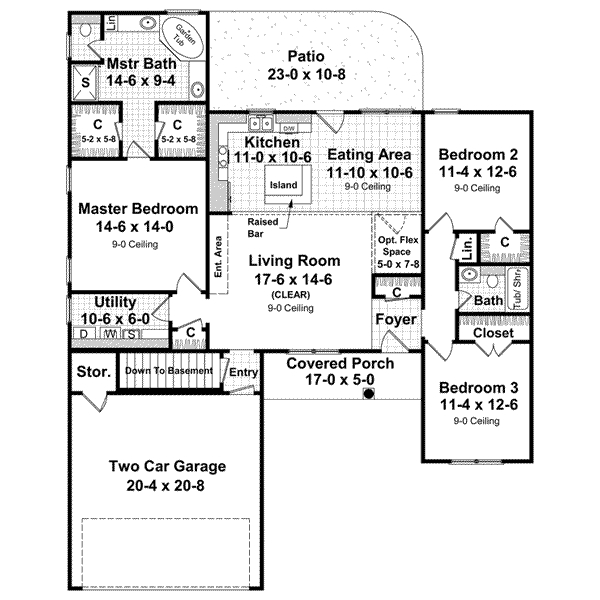 Lin
Garden
Tub
Mstr Bath
14-6 x 9-4
S
C
5-2 x 5-8
C
5-2 x 5-8
Patio
23-0 x 10-8
D/W
Kitchen
11-0 x 10-6
Island
Eating Area
11-10 x 10-6
9-0 Ceiling
Bedroom 2
11-4 x 12-6
9-0 Ceiling
Master Bedroom
14-6 x 14-0
9-0 Ceiling
Raised
Bar
Ent. Area
Living Room
17-6 x 14-6
(CLEAR)
9-0 Ceiling
Opt. Flex
Space
5-0 x 7-8
Lin.
C
Bath
Tub/ Shr.
C
Foyer
Closet
Utility
10-6 x 6-0
D
W
S
C
Stor.
Down To Basement
Entry
Covered Porch
17-0 x 5-0
Bedroom 3
11-4 x 12-6
9-0 Ceiling
Two Car Garage
20-4 x 20-8